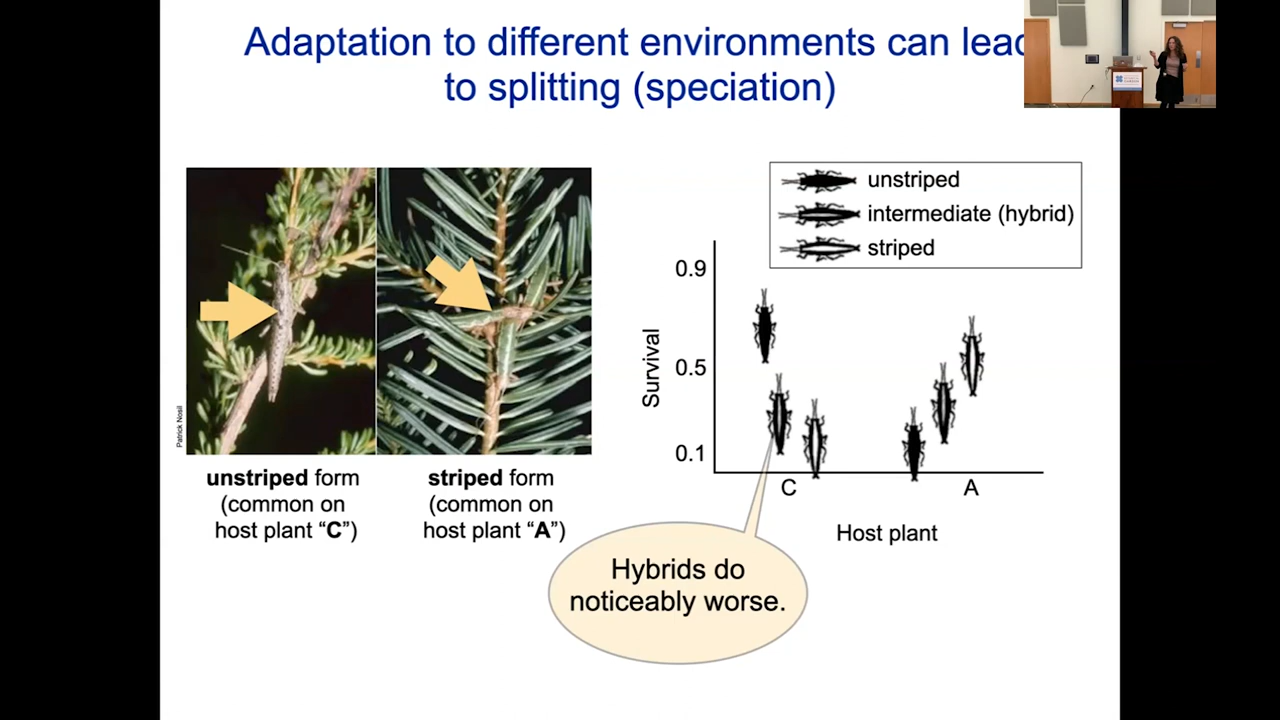 Adaptation to different environments can lead
to splitting (speciation)
Patrick Nosil
unstriped form
(common on
host plant “C”)
striped form
(common on
host plant “A”)
unstriped
intermediate (hybrid)
striped
Survival
0.9
0.5
0.1
C
A
Host plant
Hybrids do
noticeably worse.